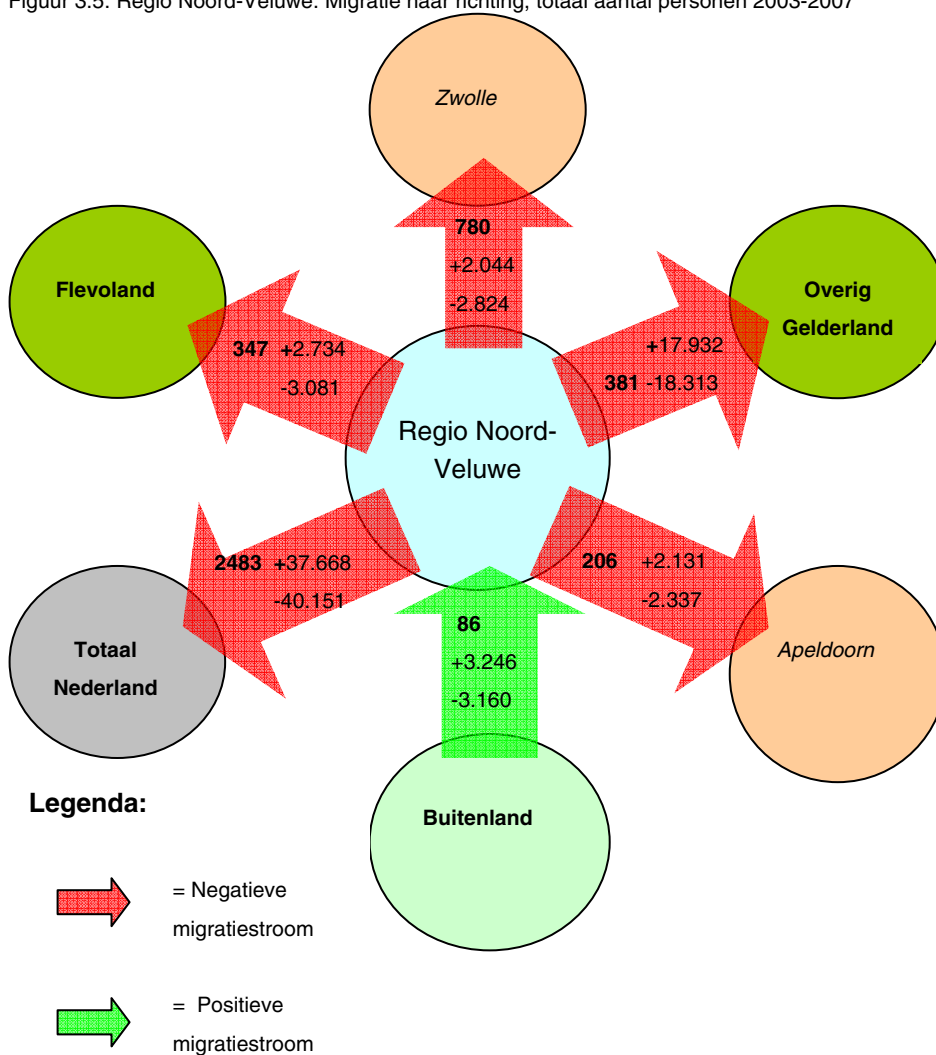 Figuur 3.5: Regio Noord-Veluwe: Migratie naar richting, totaal aantal personen 2003-2007
Zwolle
780
+2.044
-2.824
Flevoland
347 +2.734
-3.081
Overig
Gelderland
+17.932
381 -18.313
Regio Noord-
Veluwe
2483 +37.668
-40.151
206 +2.131
-2.337
Totaal
Nederland
86
+3.246
-3.160
Apeldoorn
Buitenland
Legenda:
= Negatieve
migratiestroom
= Positieve
migratiestroom